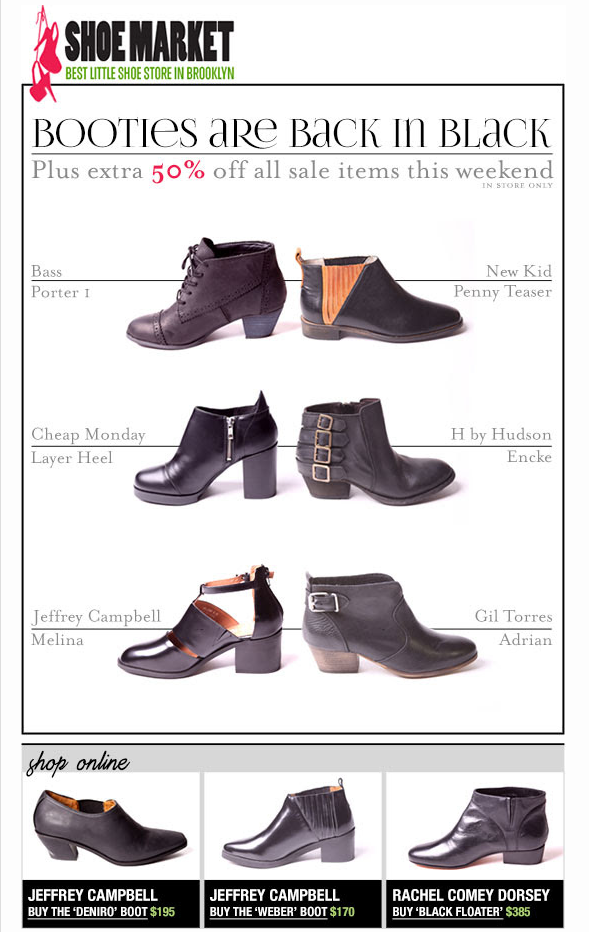 SHOE MARKET
BEST LITTLE SHOE STORE IN BROOKLYN
BOOTIES ARE BACK IN BLACK
Plus extra 50% off all sale items this weekend
IN STORE ONLY
Bass
Porter 1
New Kid
Penny Teaser
Cheap Monday
Layer Heel
H by Hudson
Encke
Jeffrey Campbell
Melina
Gil Torres
Adrian
shop online
JEFFREY CAMPBELL
BUY THE 'DENIRO' BOOT $195
JEFFREY CAMPBELL
BUY THE 'WEBER' BOOT $170
RACHEL COMEY DORSEY
BUY 'BLACK FLOATER' $385